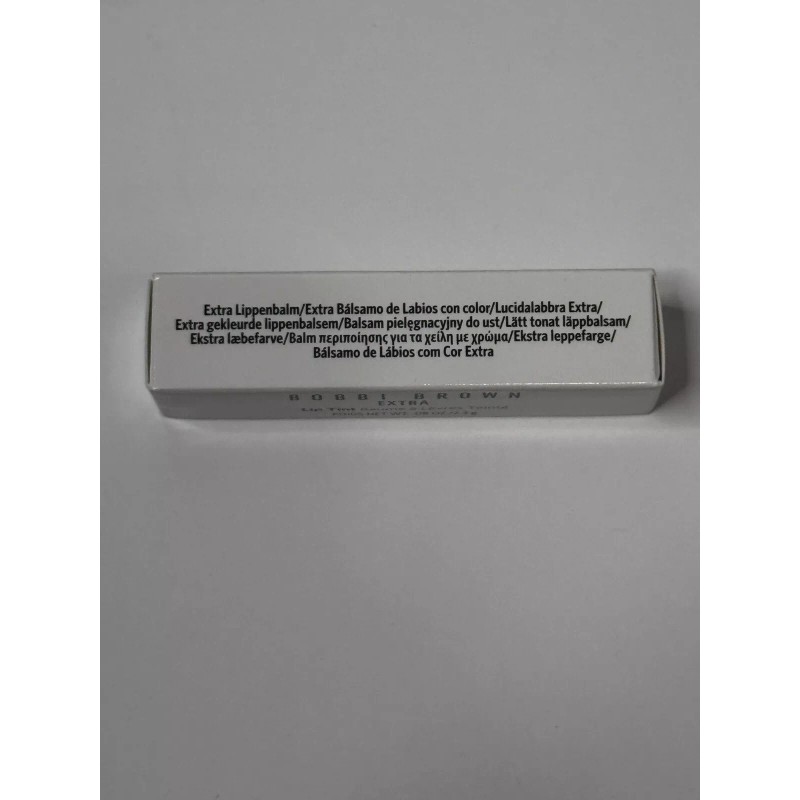 Extra Lippenbalm/Extra Bálsamo de Labios con color/Lucidalabbra Extra/
Extra gekleurde lippenbalsem/Balsam pielęgnacyjny do ust/Lätt tonat läppbalsam/
Ekstra læbefarve/Balm περιποίησης για τα χείλη με χρώμα/Ekstra leppefarge/
Bálsamo de Lábios com Cor Extra
BOBBI BROWN
EXTRA
Lip Tint